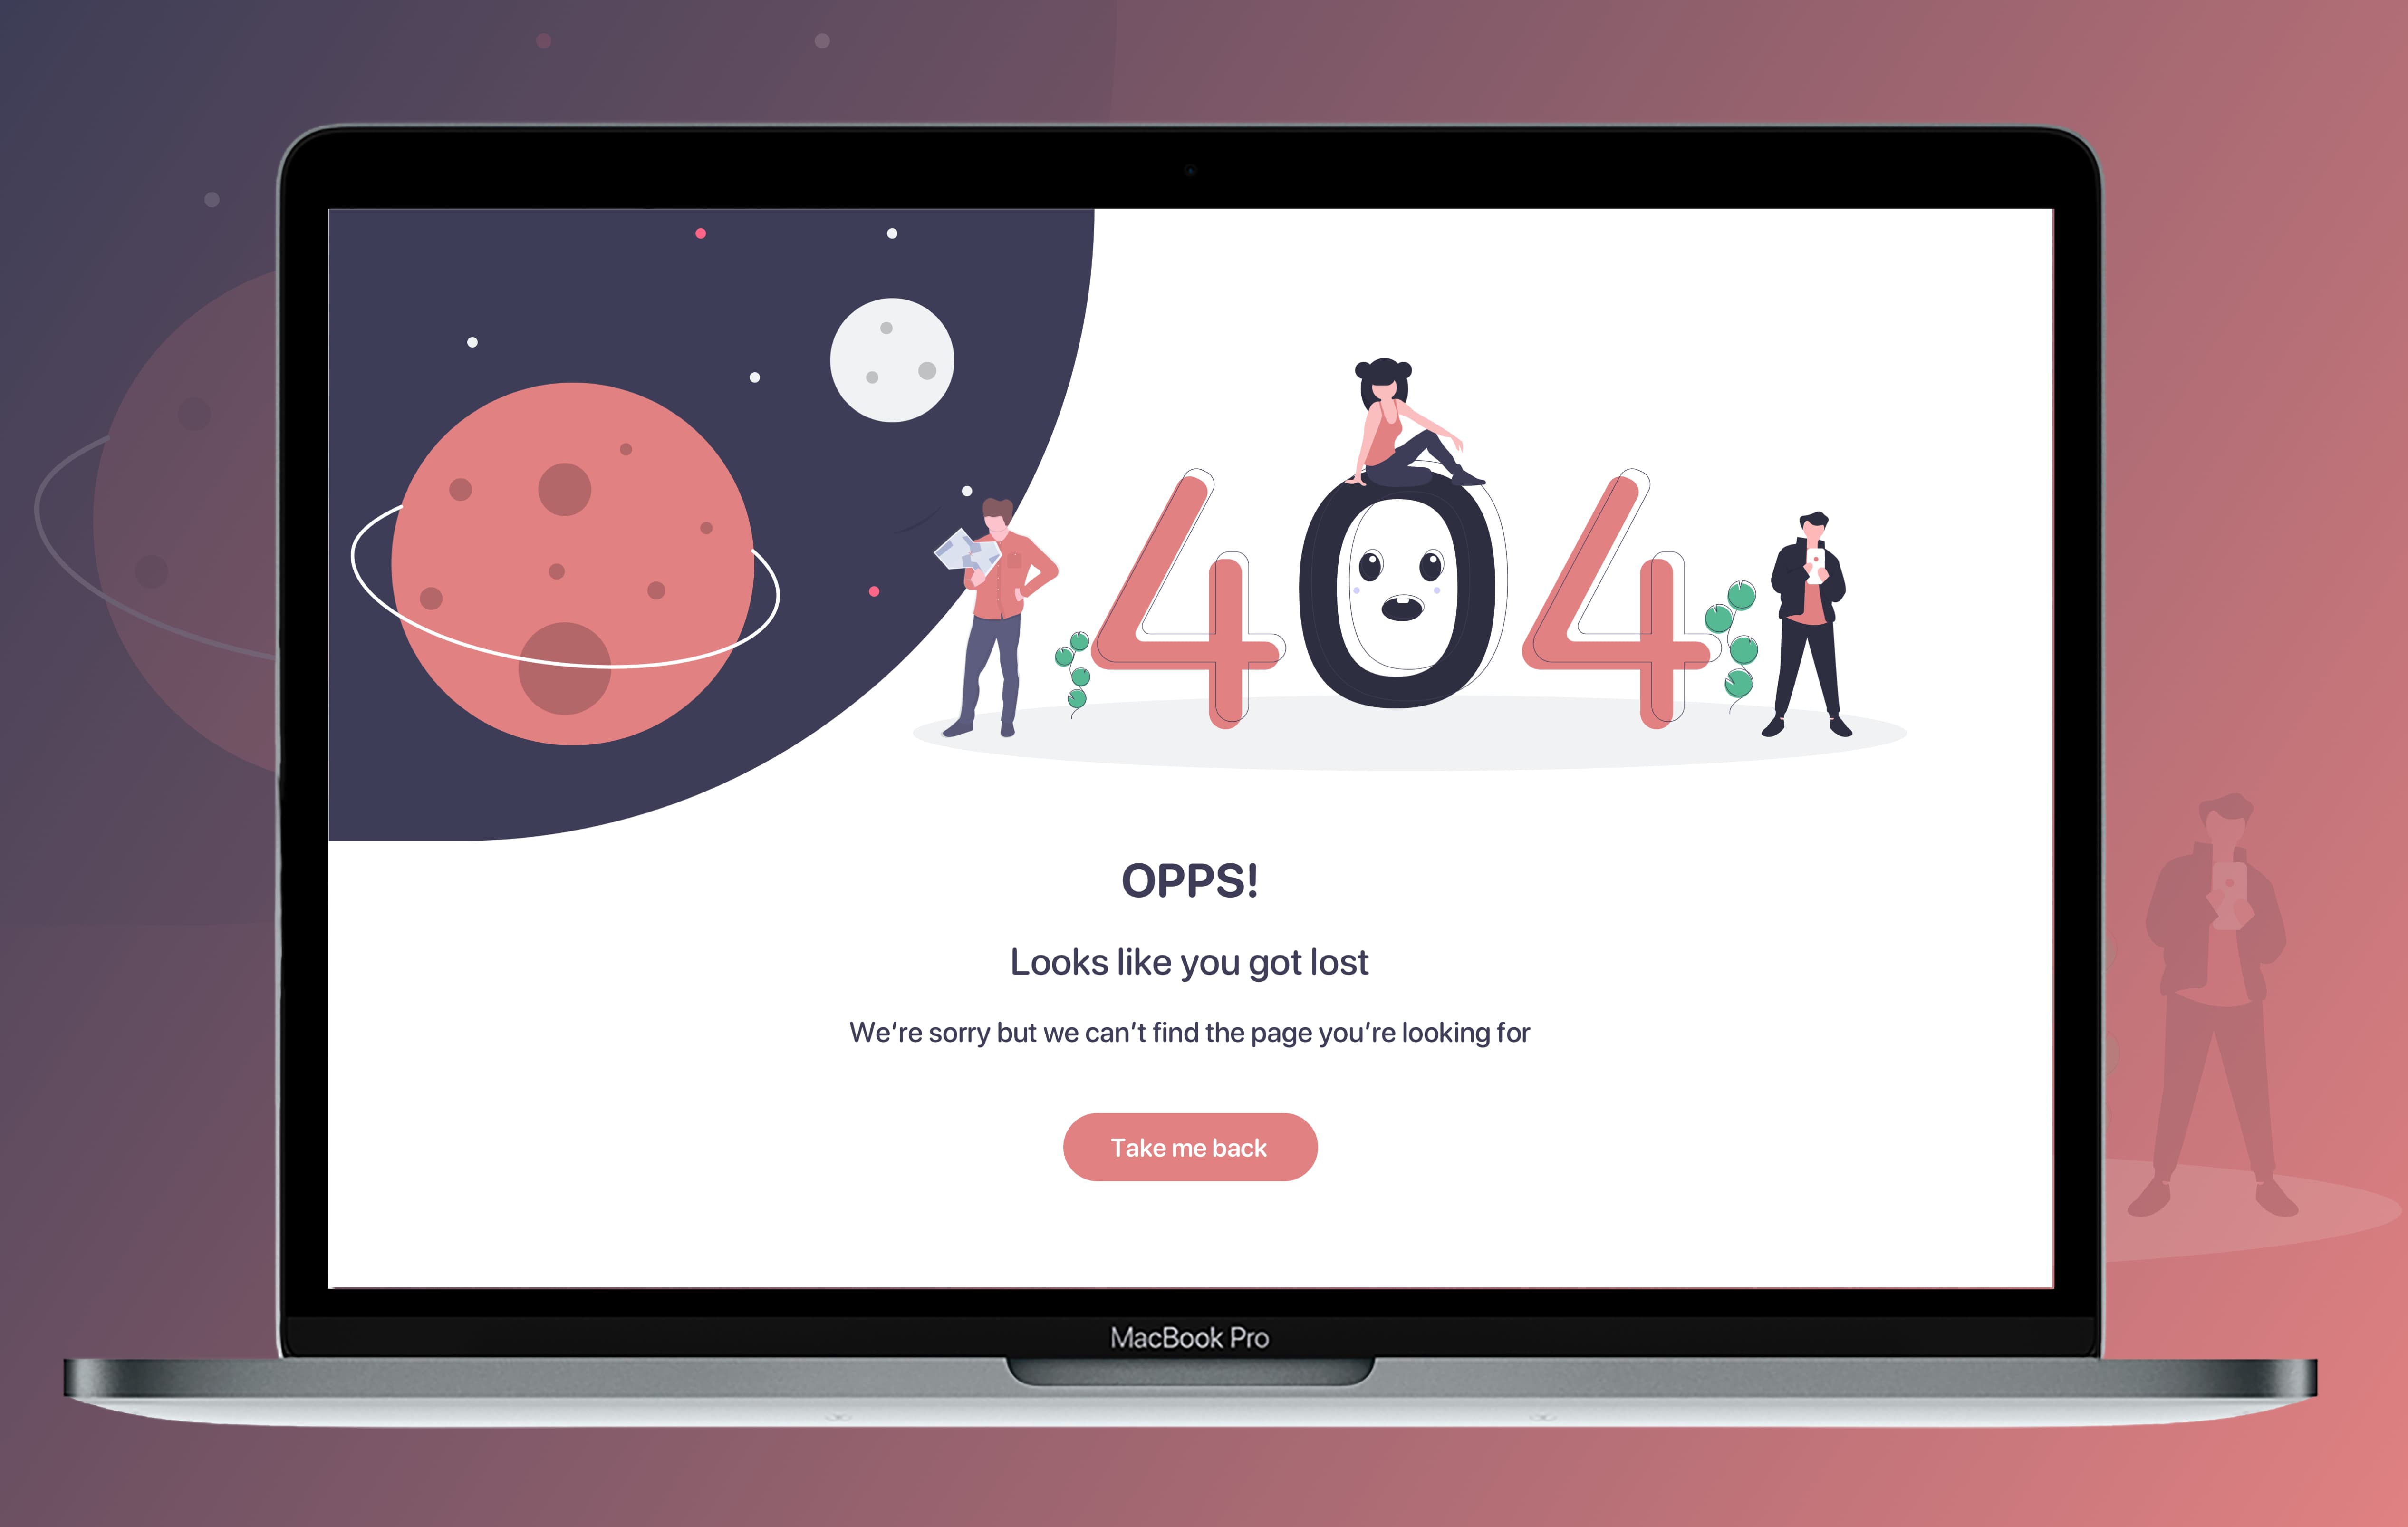 404
OPPS!
Looks like you got lost
We’re sorry but we can’t find the page you’re looking for
Take me back
MacBook Pro